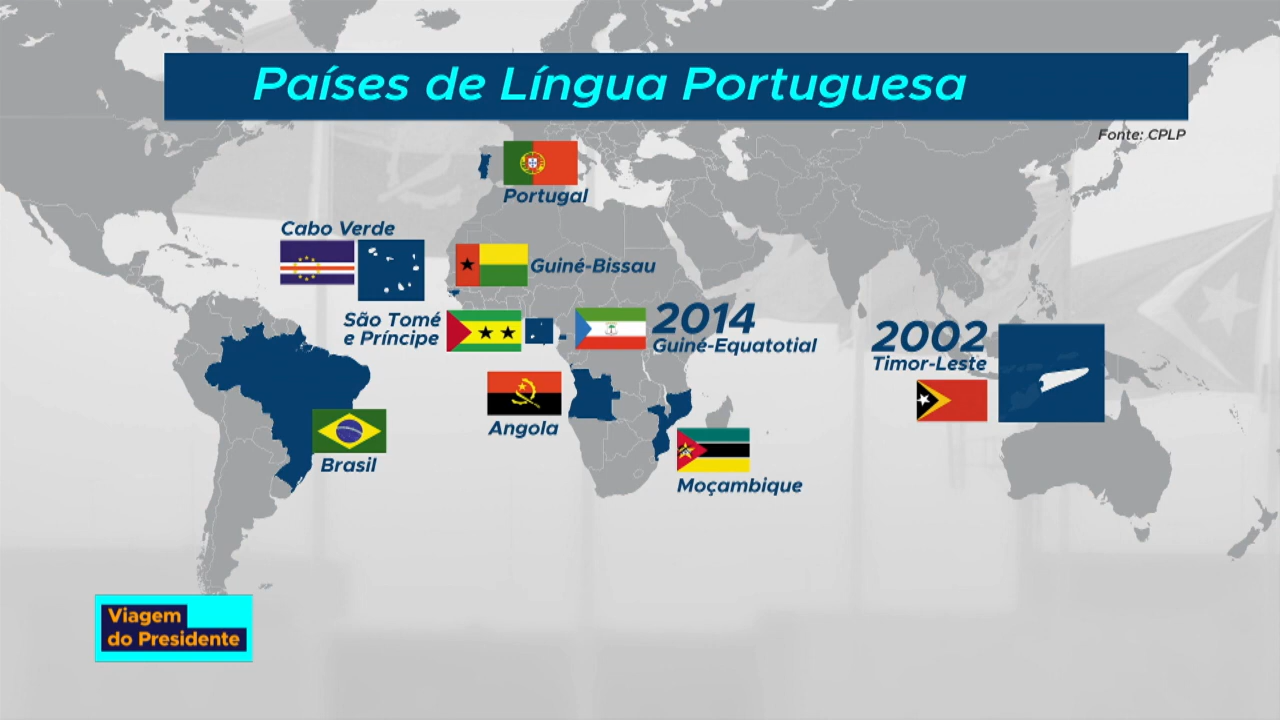 Países de Língua Portuguesa
Fonte: CPLP
Portugal
Cabo Verde
Guiné-Bissau
São Tomé
e Príncipe
2014
Guiné-Equatotial
2002
Timor-Leste
Angola
Brasil
Moçambique
Viagem
do Presidente